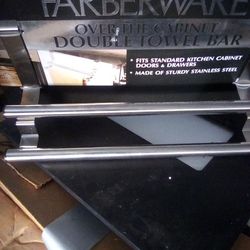 FARBERWARE
OVER THE CABINET
DOUBLE TOWEL BAR
• FITS STANDARD KITCHEN CABINET
DOORS & DRAWERS
• MADE OF STURDY STAINLESS STEEL